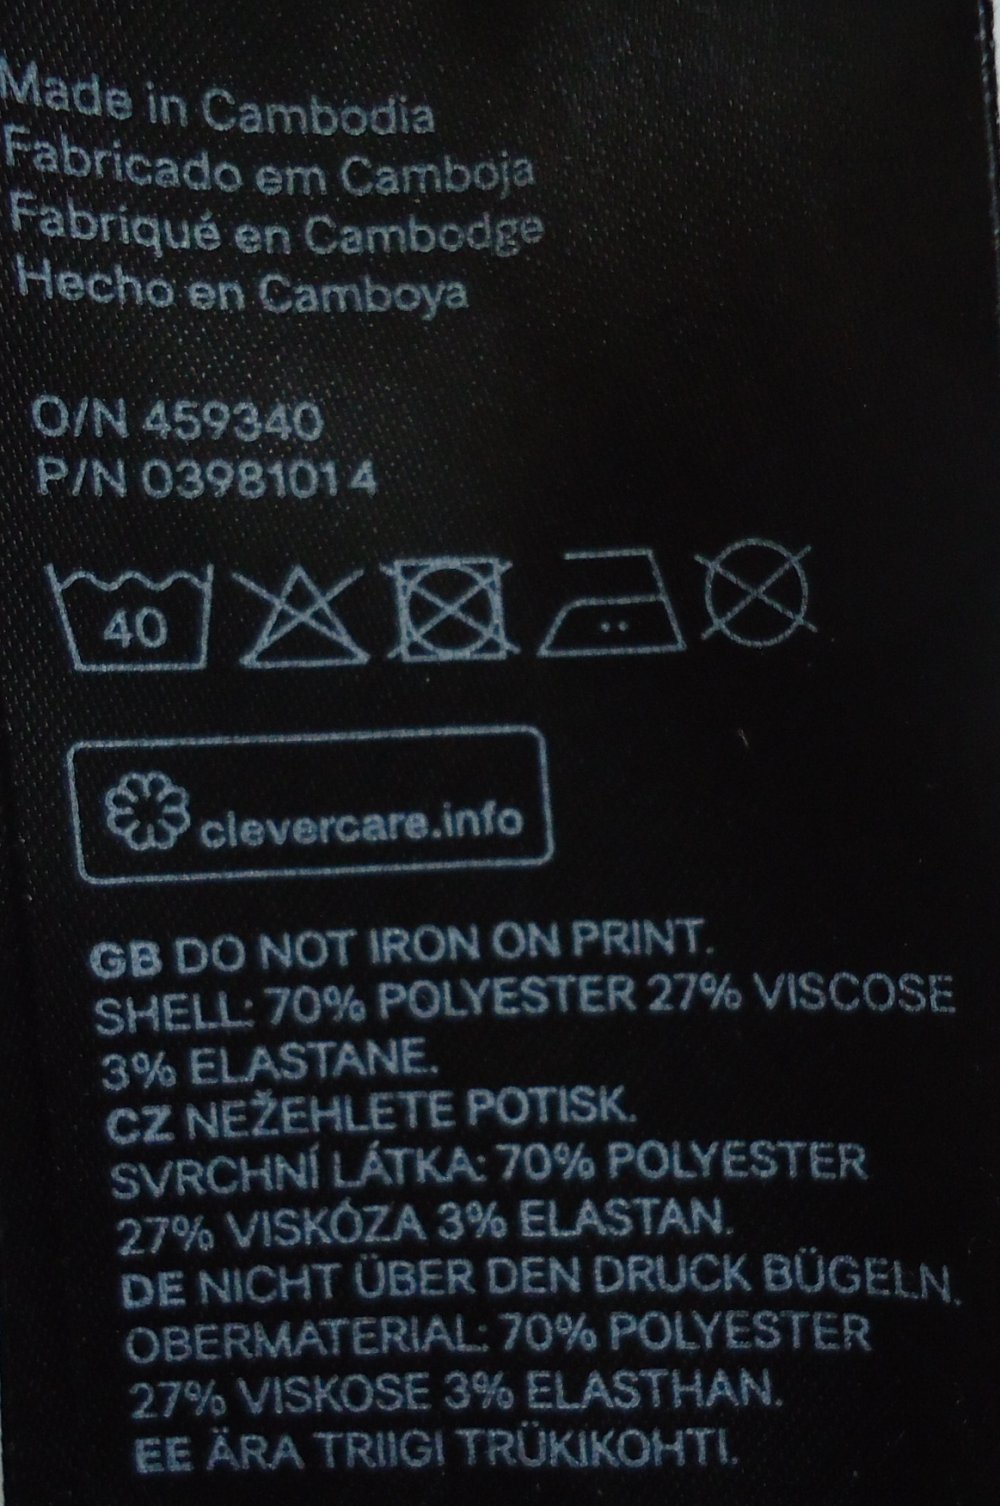 Made in Cambodia
Fabricado em Camboja
Fabriqué en Cambodge
Hecho en Camboya
O/N 459340
P/N 03981014
40
clevercare.info
GB DO NOT IRON ON PRINT.
SHELL: 70% POLYESTER 27% VISCOSE
3% ELASTANE.
CZ NEŽEHLETE POTISK.
SVRCHNÍ LÁTKA: 70% POLYESTER
27% VISKÓZA 3% ELASTAN.
DE NICHT ÜBER DEN DRUCK BÜGELN.
OBERMATERIAL: 70% POLYESTER
27% VISKOSE 3% ELASTHAN.
EE ÄRA TRIIGI TRÜKIKOHTI.